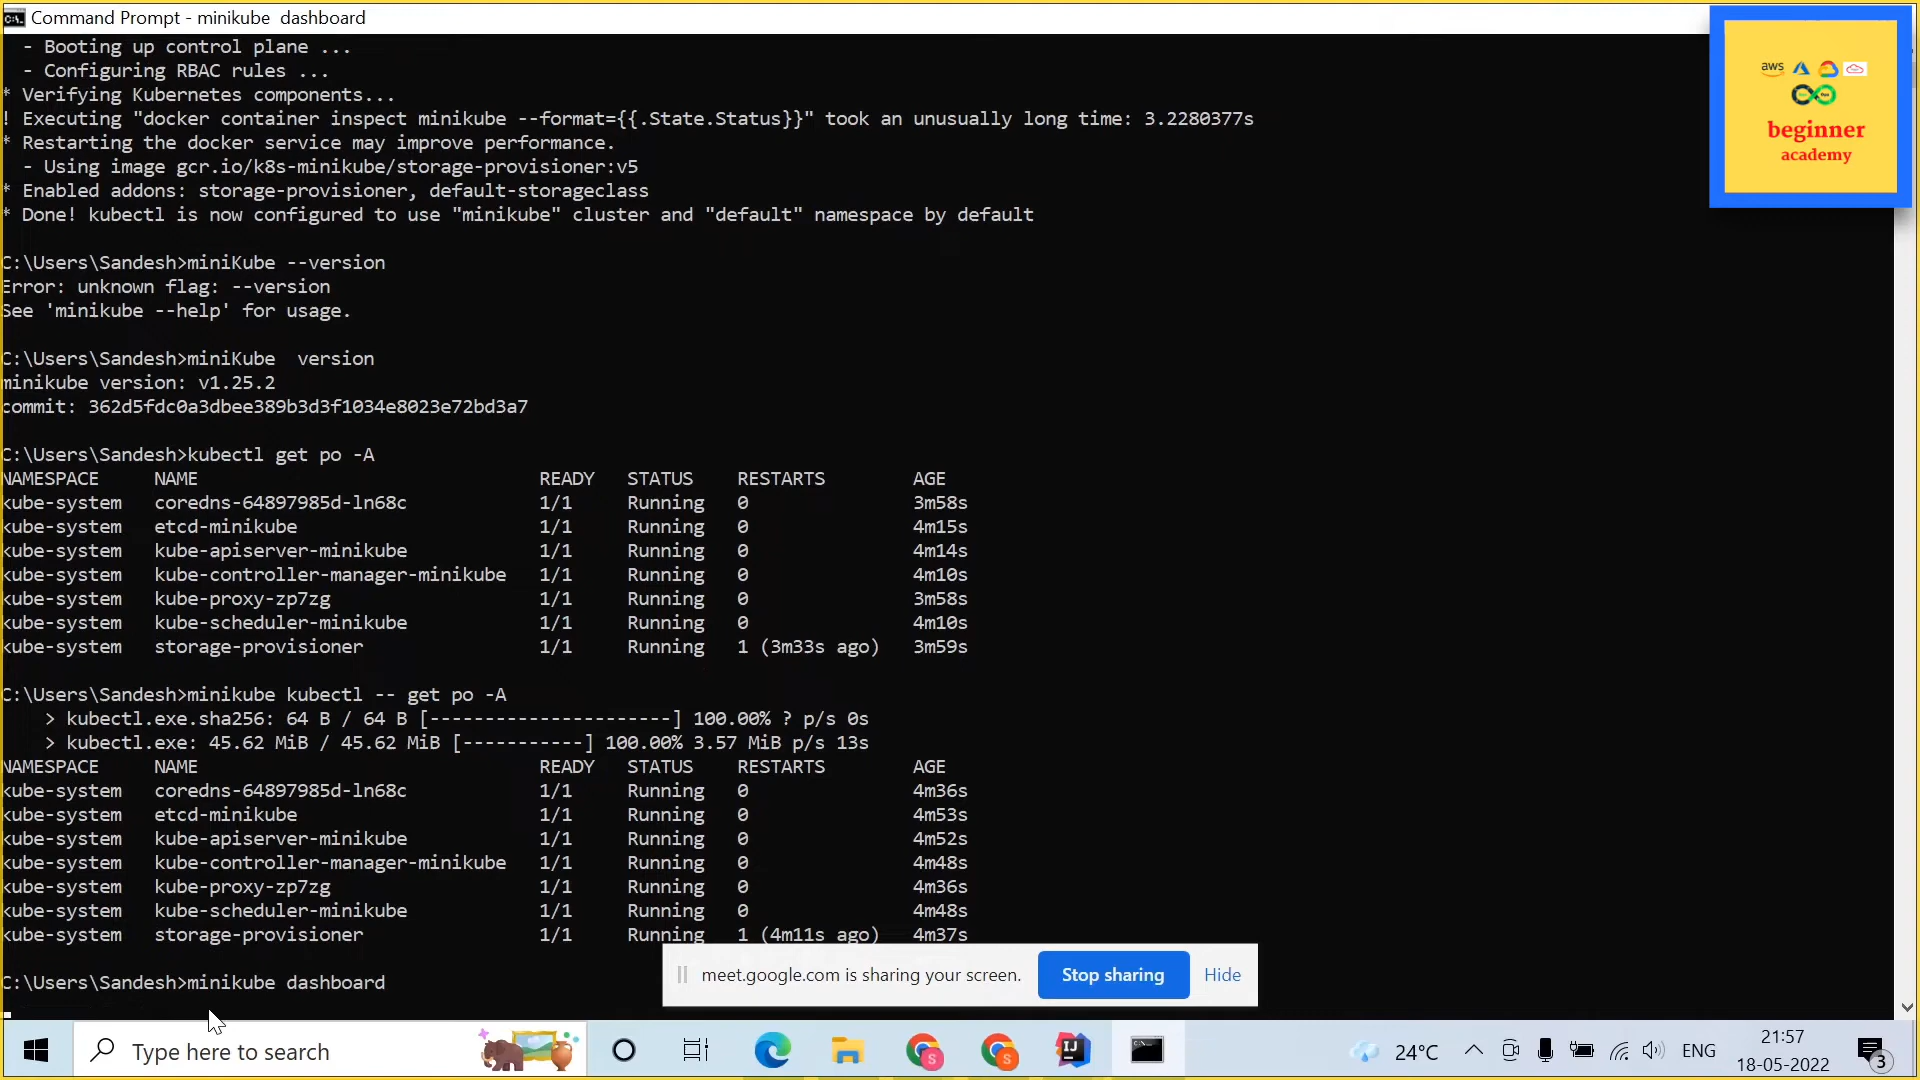 Command Prompt - minikube  dashboard
- Booting up control plane ...
- Configuring RBAC rules ...
* Verifying Kubernetes components...
! Executing "docker container inspect minikube --format={{.State.Status}}" took an unusually long time: 3.2280377s
* Restarting the docker service may improve performance.
- Using image gcr.io/k8s-minikube/storage-provisioner:v5
* Enabled addons: storage-provisioner, default-storageclass
* Done! kubectl is now configured to use "minikube" cluster and "default" namespace by default
C:\Users\Sandesh>miniKube --version
Error: unknown flag: --version
See 'minikube --help' for usage.
C:\Users\Sandesh>miniKube  version
minikube version: v1.25.2
commit: 362d5fdc0a3dbee389b3d3f1034e8023e72bd3a7
C:\Users\Sandesh>kubectl get po -A
NAMESPACE     NAME                               READY   STATUS    RESTARTS        AGE
kube-system   coredns-64897985d-ln68c            1/1     Running   0               3m58s
kube-system   etcd-minikube                      1/1     Running   0               4m15s
kube-system   kube-apiserver-minikube            1/1     Running   0               4m14s
kube-system   kube-controller-manager-minikube   1/1     Running   0               4m10s
kube-system   kube-proxy-zp7zg                   1/1     Running   0               3m58s
kube-system   kube-scheduler-minikube            1/1     Running   0               4m10s
kube-system   storage-provisioner                1/1     Running   1 (3m33s ago)   3m59s
C:\Users\Sandesh>minikube kubectl -- get po -A
> kubectl.exe.sha256: 64 B / 64 B [----------------------] 100.00% ? p/s 0s
> kubectl.exe: 45.62 MiB / 45.62 MiB [-----------] 100.00% 3.57 MiB p/s 13s
NAMESPACE     NAME                               READY   STATUS    RESTARTS        AGE
kube-system   coredns-64897985d-ln68c            1/1     Running   0               4m36s
kube-system   etcd-minikube                      1/1     Running   0               4m53s
kube-system   kube-apiserver-minikube            1/1     Running   0               4m52s
kube-system   kube-controller-manager-minikube   1/1     Running   0               4m48s
kube-system   kube-proxy-zp7zg                   1/1     Running   0               4m36s
kube-system   kube-scheduler-minikube            1/1     Running   0               4m48s
kube-system   storage-provisioner                1/1     Running   1 (4m11s ago)   4m37s
C:\Users\Sandesh>minikube dashboard
aws
beginner
academy
meet.google.com is sharing your screen.
Stop sharing
Hide
Type here to search
S
S
IJ
24°C
ENG
21:57
18-05-2022
3